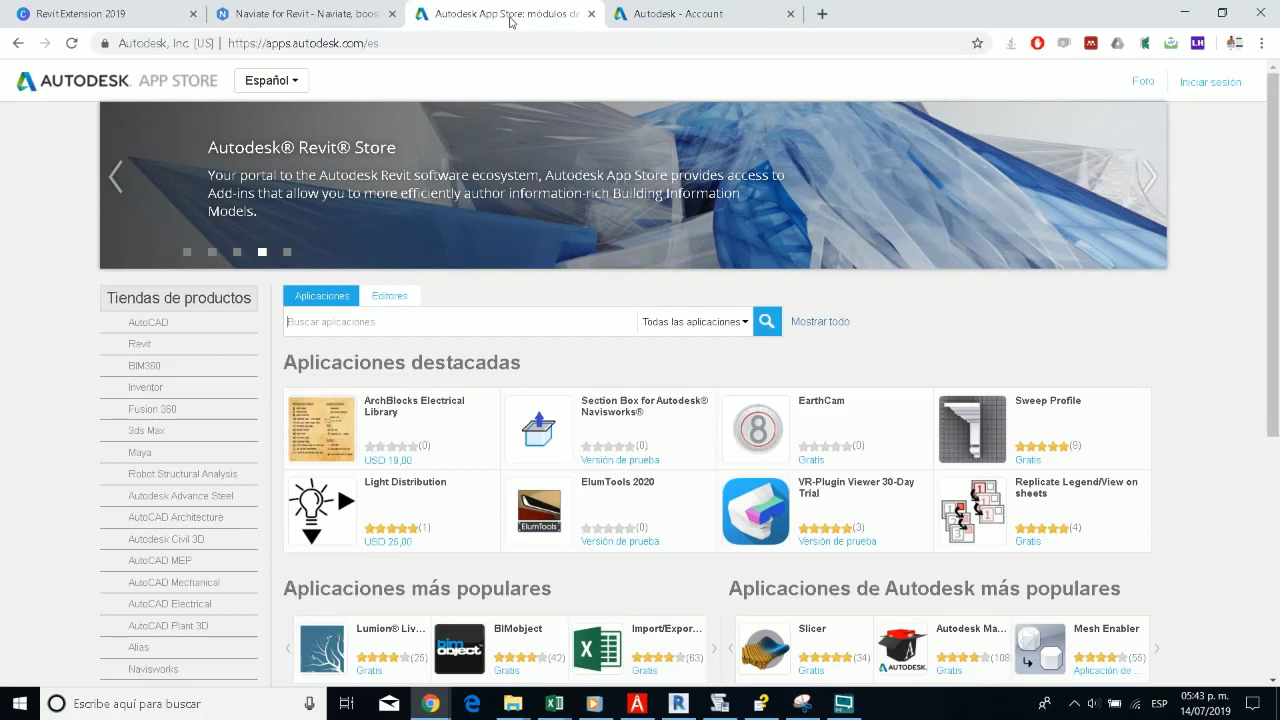 Revit Extension 2019
Naviate for Revit - Naviate, boost
Autodesk App Store: módulos de
Autodesk - Account
Autodesk, Inc. [US] | https://apps.autodesk.com/es
AUTODESK APP STORE
Español
Foro
Iniciar sesión
Autodesk® Revit® Store
Your portal to the Autodesk Revit software ecosystem, Autodesk App Store provides access to
Add-ins that allow you to more efficiently author information-rich Building Information
Models.
Tiendas de productos
AutoCAD
Revit
BIM360
Inventor
Fusion 360
3ds Max
Maya
Robot Structural Analysis
Autodesk Advance Steel
AutoCAD Architecture
Autodesk Civil 3D
AutoCAD MEP
AutoCAD Mechanical
AutoCAD Electrical
AutoCAD Plant 3D
Alias
Navisworks
Aplicaciones
Editores
Buscar aplicaciones
Todas las aplicaciones
Mostrar todo
Aplicaciones destacadas
ArchBlocks Electrical
Library
(0)
USD 19,00
Section Box for Autodesk®
Navisworks®
(0)
Versión de prueba
EarthCam
(0)
Gratis
Sweep Profile
(9)
Gratis
Light Distribution
(1)
USD 25,00
ElumTools
ElumTools 2020
(0)
Versión de prueba
VR-Plugin Viewer 30-Day
Trial
(3)
Versión de prueba
Replicate Legend/View on
sheets
(4)
Gratis
Aplicaciones más populares
Lumion® Liv...
(25)
Gratis
bim
object
BIMobject
(42)
Gratis
Import/Expor...
(63)
Gratis
Aplicaciones de Autodesk más populares
Slicer
(34)
Gratis
AUTODESK.
Autodesk Ma...
(108
Gratis
Mesh Enabler
(55)
Aplicación de...
Escribe aquí para buscar
ESP
05:43 p. m.
14/07/2019